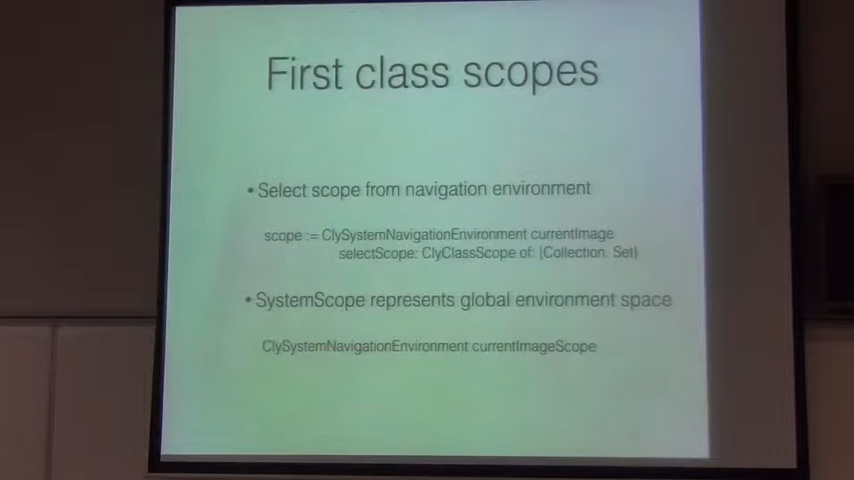 First class scopes
• Select scope from navigation environment
scope := ClySystemNavigationEnvironment currentImage
selectScope: ClyClassScope of: {Collection. Set}
• SystemScope represents global environment space
ClySystemNavigationEnvironment currentImageScope